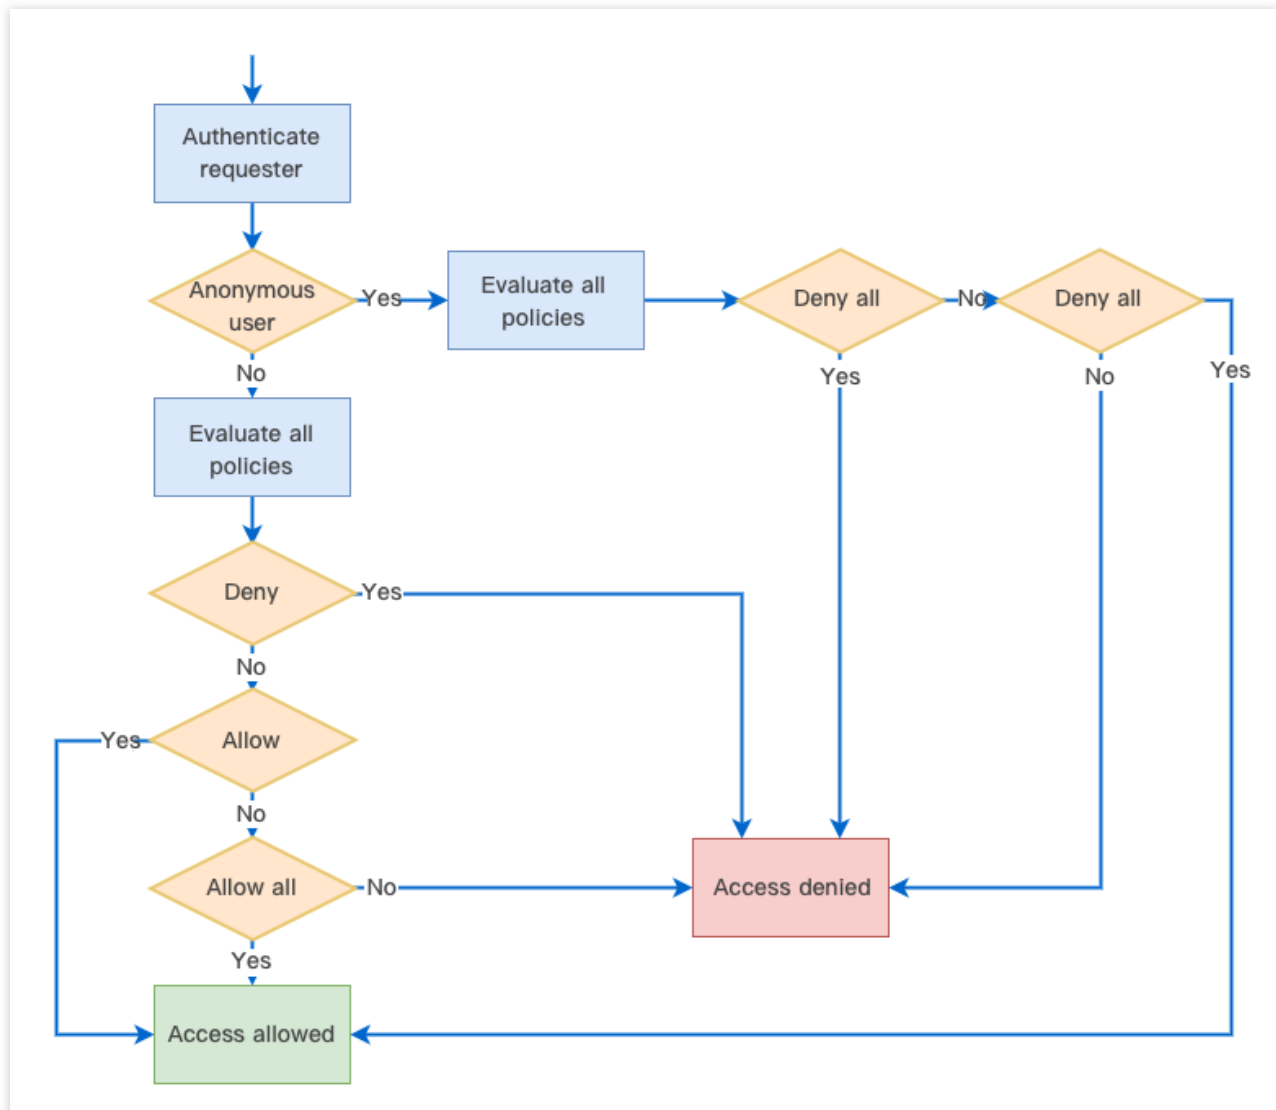 Authenticate
requester
Anonymous
user
Yes
Evaluate all
policies
Deny all
No
Deny all
Yes
No
Yes
No
Evaluate all
policies
Deny
Yes
No
Yes
Allow
No
Allow all
No
Access denied
Yes
Access allowed